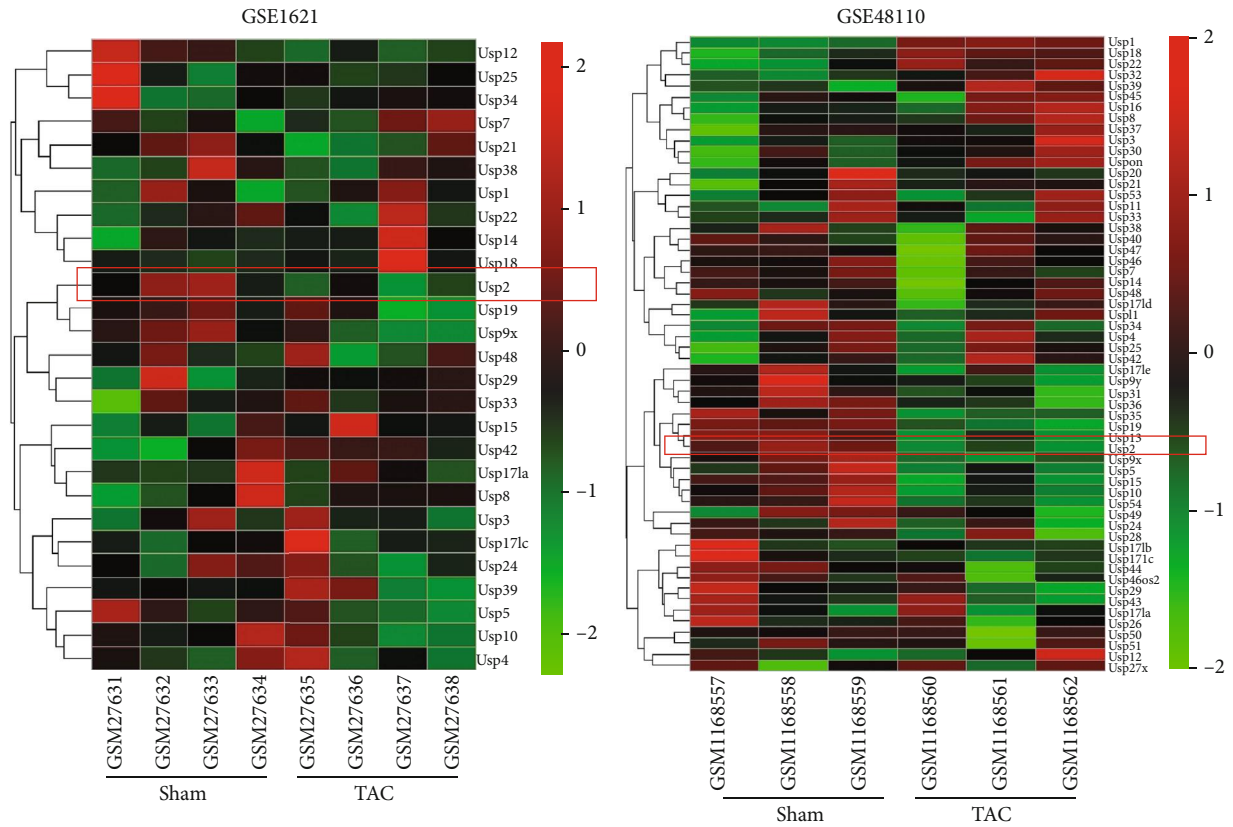 GSE1621
Usp12
Usp25
Usp34
Usp7
Usp21
Usp38
Usp1
Usp22
Usp14
Usp18
Usp2
Usp19
Usp9x
Usp48
Usp29
Usp33
Usp15
Usp42
Usp17la
Usp8
Usp3
Usp17lc
Usp24
Usp39
Usp5
Usp10
Usp4
2
1
0
−1
−2
GSM27631
GSM27632
GSM27633
GSM27634
GSM27635
GSM27636
GSM27637
GSM27638
Sham
TAC
GSE48110
Usp1
Usp18
Usp22
Usp32
Usp39
Usp45
Usp16
Usp8
Usp37
Usp3
Usp30
Uspon
Usp20
Usp21
Usp53
Usp11
Usp33
Usp38
Usp40
Usp47
Usp46
Usp7
Usp14
Usp48
Usp17ld
Uspl1
Usp34
Usp4
Usp25
Usp42
Usp17le
Usp9y
Usp31
Usp36
Usp35
Usp19
Usp13
Usp2
Usp9x
Usp5
Usp15
Usp10
Usp54
Usp49
Usp24
Usp28
Usp17lb
Usp171c
Usp44
Usp46os2
Usp29
Usp43
Usp17la
Usp26
Usp50
Usp51
Usp12
Usp27x
2
1
0
−1
−2
GSM1168557
GSM1168558
GSM1168559
GSM1168560
GSM1168561
GSM1168562
Sham
TAC